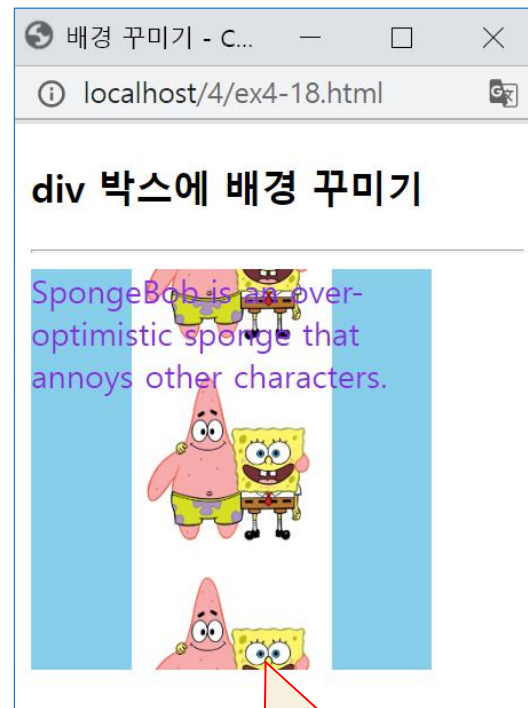 배경 꾸미기 - C...
localhost/4/ex4-18.html
div 박스에 배경 꾸미기
SpongeBob is an over-
optimistic sponge that
annoys other characters.